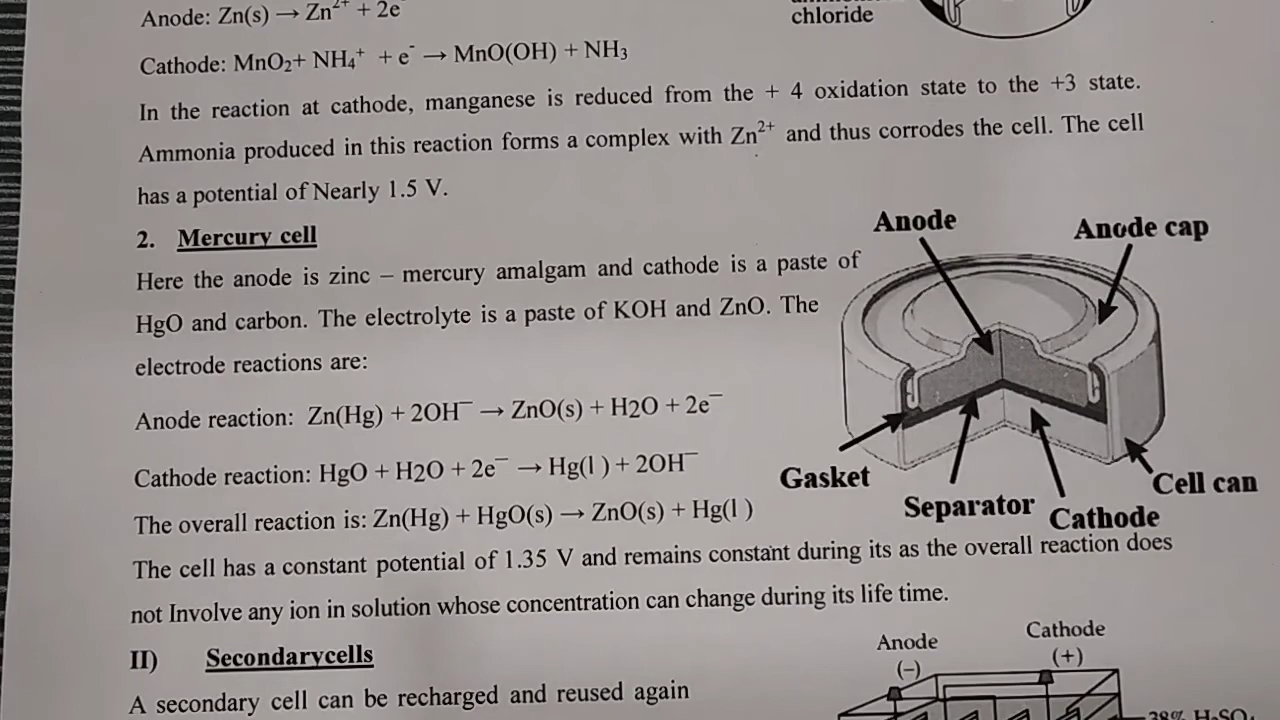 Anode: Zn(s) → Zn²⁺ + 2e⁻
chloride
Cathode: MnO₂+ NH₄⁺ + e⁻ → MnO(OH) + NH₃
In the reaction at cathode, manganese is reduced from the + 4 oxidation state to the +3 state.
Ammonia produced in this reaction forms a complex with Zn²⁺ and thus corrodes the cell. The cell
has a potential of Nearly 1.5 V.
2. Mercury cell
Here the anode is zinc – mercury amalgam and cathode is a paste of
HgO and carbon. The electrolyte is a paste of KOH and ZnO. The
electrode reactions are:
Anode reaction: Zn(Hg) + 2OH⁻ → ZnO(s) + H2O + 2e⁻
Cathode reaction: HgO + H2O + 2e⁻ → Hg(l ) + 2OH⁻
The overall reaction is: Zn(Hg) + HgO(s) → ZnO(s) + Hg(l )
Anode
Anode cap
Gasket
Separator
Cathode
Cell can
The cell has a constant potential of 1.35 V and remains constant during its as the overall reaction does
not Involve any ion in solution whose concentration can change during its life time.
II) Secondarycells
A secondary cell can be recharged and reused again
Anode
(–)
Cathode
(+)
38% H₂SO₄